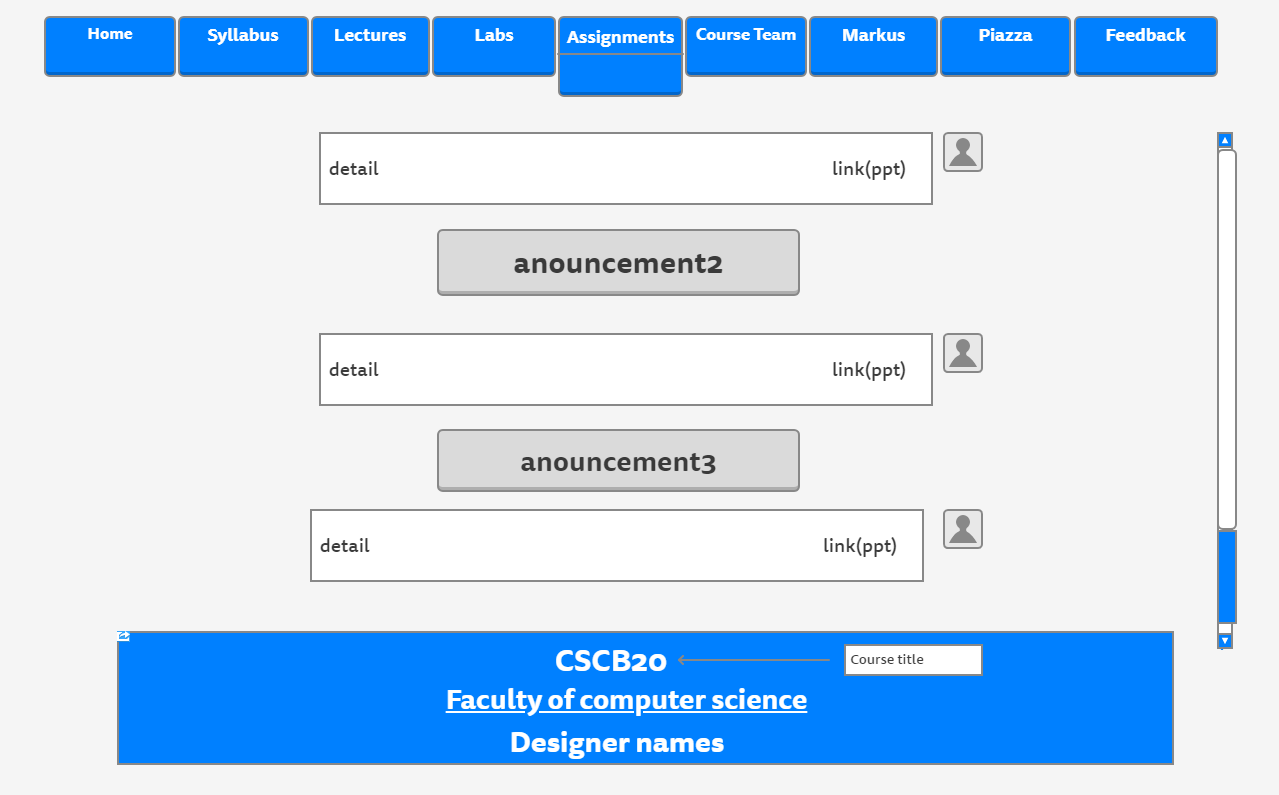 Home Syllabus Lectures Labs Assignments Course Team Markus Piazza Feedback
detail link(ppt)
anouncement2
detail link(ppt)
anouncement3
detail link(ppt)
CSCB20 Course title
Faculty of computer science
Designer names